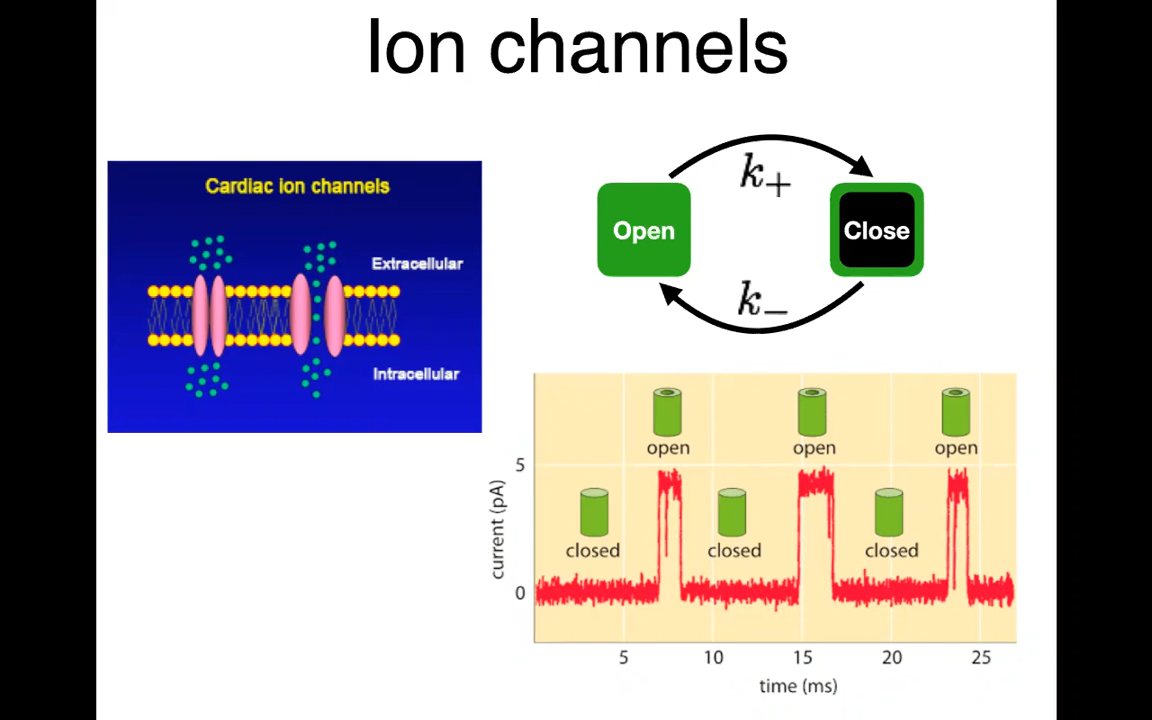 Ion channels
Cardiac ion channels
Extracellular
Intracellular
k₊
Open
Close
k₋
open
open
open
closed
closed
closed
5
0
current (pA)
5
10
15
20
25
time (ms)